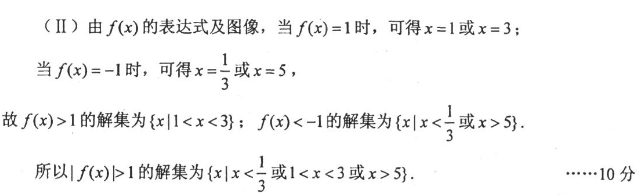 （Ⅱ）由 f(x) 的表达式及图像，当 f(x)=1时，可得 x=1或 x=3；
当 f(x)=-1时，可得 x=1/3 或 x=5，
故 f(x)>1的解集为{x|1<x<3}；f(x)<-1的解集为{x|x<1/3 或 x>5}．
所以|f(x)|>1的解集为{x|x<1/3 或1<x<3或 x>5}． ……10 分